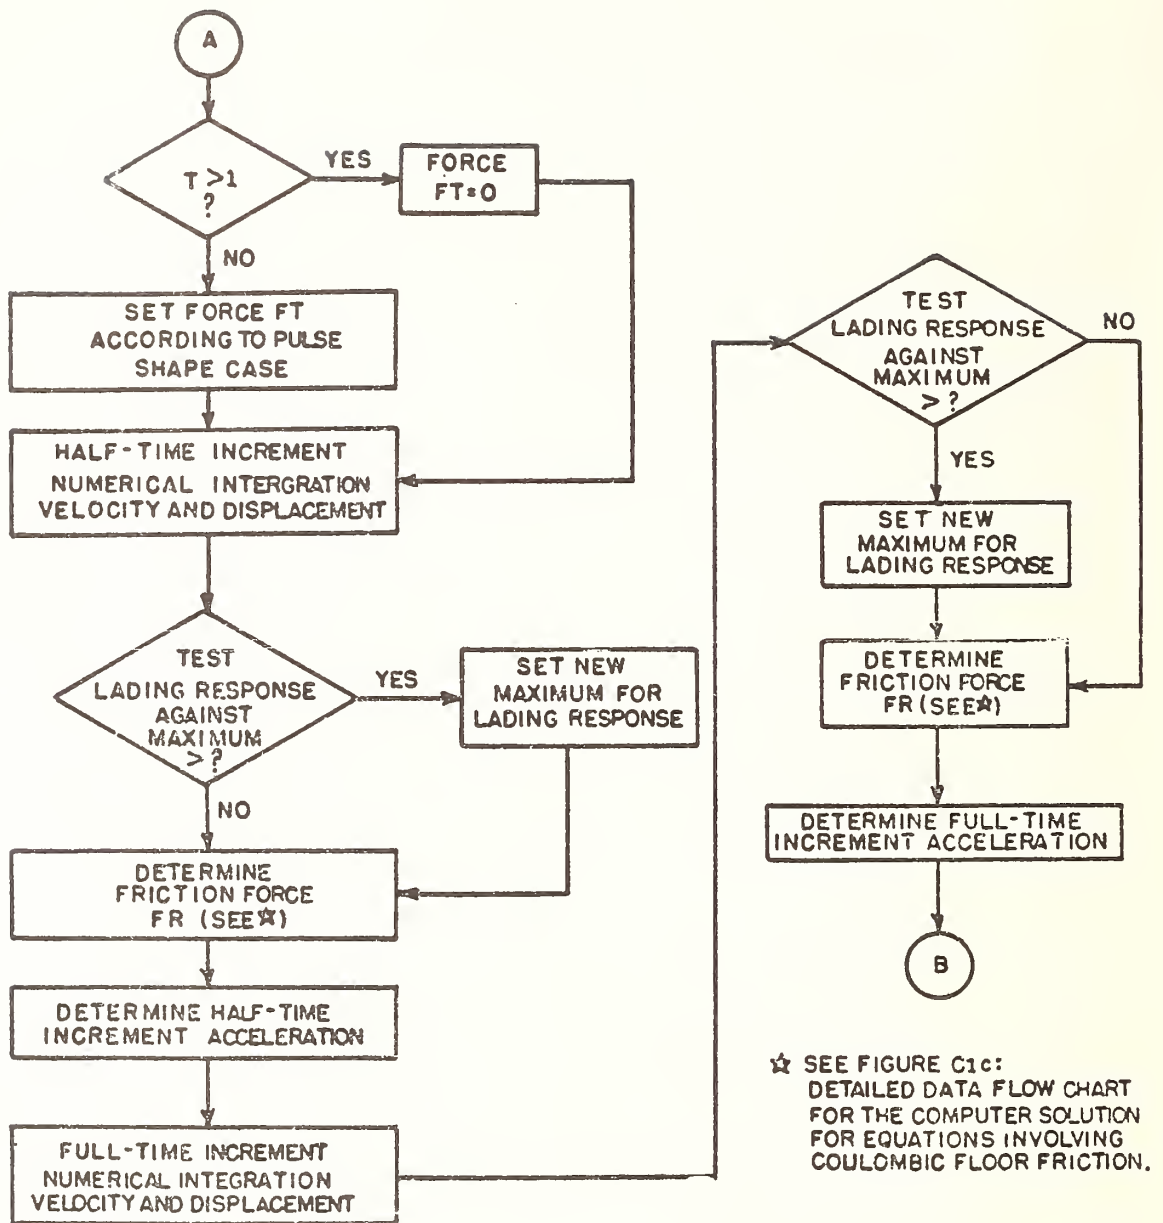 A
T >1
?
YES
FORCE
FT=0
NO
SET FORCE FT
ACCORDING TO PULSE
SHAPE CASE
HALF-TIME INCREMENT
NUMERICAL INTERGRATION
VELOCITY AND DISPLACEMENT
TEST
LADING RESPONSE
AGAINST
MAXIMUM
> ?
YES
SET NEW
MAXIMUM FOR
LADING RESPONSE
NO
DETERMINE
FRICTION FORCE
FR (SEE☆)
DETERMINE HALF-TIME
INCREMENT ACCELERATION
FULL-TIME INCREMENT
NUMERICAL INTEGRATION
VELOCITY AND DISPLACEMENT
TEST
LADING RESPONSE
AGAINST
MAXIMUM
> ?
NO
YES
SET NEW
MAXIMUM FOR
LADING RESPONSE
DETERMINE
FRICTION FORCE
FR (SEE☆)
DETERMINE FULL-TIME
INCREMENT ACCELERATION
B
☆ SEE FIGURE C1c:
DETAILED DATA FLOW CHART
FOR THE COMPUTER SOLUTION
FOR EQUATIONS INVOLVING
COULOMBIC FLOOR FRICTION.